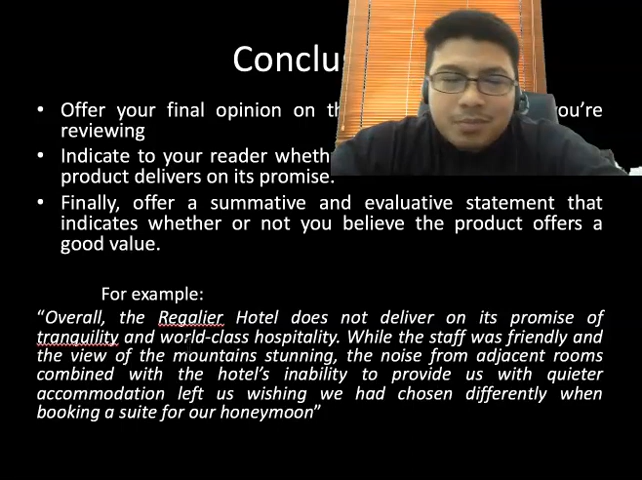 Conclu
• Offer your final opinion on th ou're
reviewing
• Indicate to your reader wheth
product delivers on its promise.
• Finally, offer a summative and evaluative statement that
indicates whether or not you believe the product offers a
good value.
For example:
“Overall, the Regalier Hotel does not deliver on its promise of
tranquility and world-class hospitality. While the staff was friendly and
the view of the mountains stunning, the noise from adjacent rooms
combined with the hotel’s inability to provide us with quieter
accommodation left us wishing we had chosen differently when
booking a suite for our honeymoon”